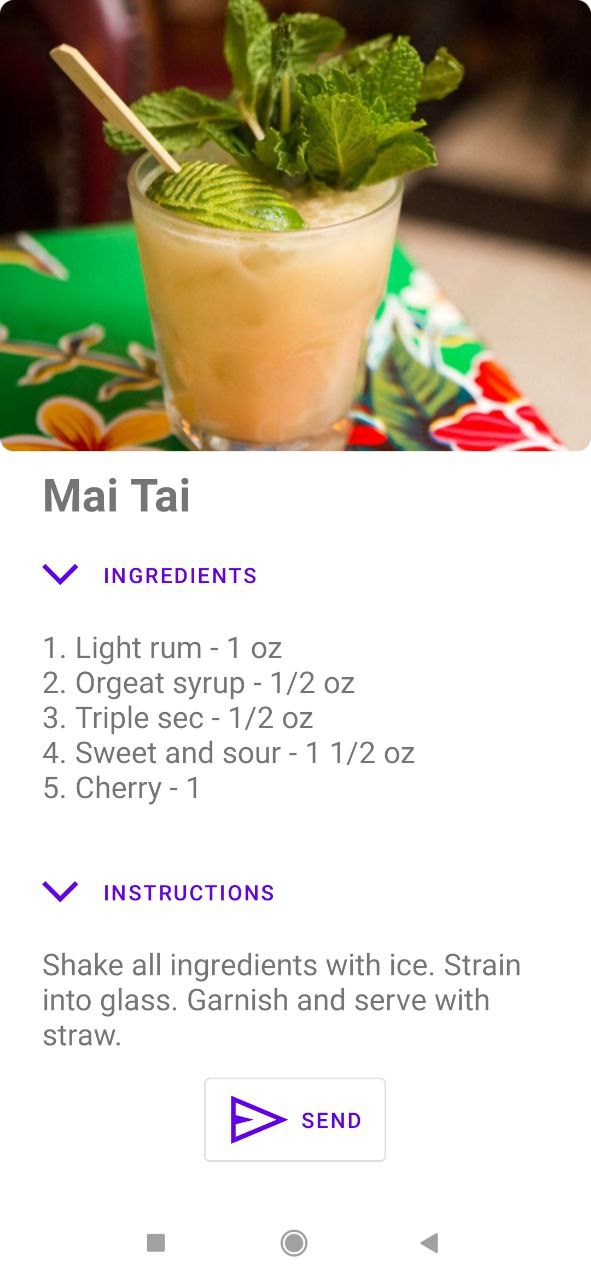 Mai Tai
INGREDIENTS
1. Light rum - 1 oz
2. Orgeat syrup - 1/2 oz
3. Triple sec - 1/2 oz
4. Sweet and sour - 1 1/2 oz
5. Cherry - 1
INSTRUCTIONS
Shake all ingredients with ice. Strain
into glass. Garnish and serve with
straw.
SEND